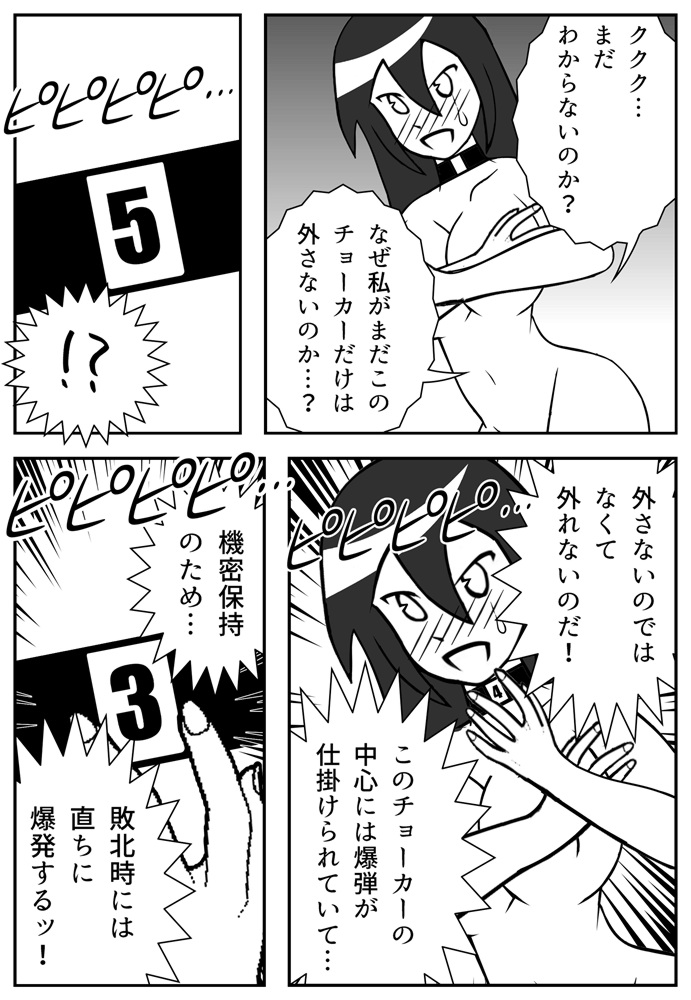 ククク…
まだ
わからないのか？
なぜ私がまだこの
チョーカーだけは
外さないのか…？
ピピピピ…
5
！？
外さないのでは
なくて
外れないのだ！
ピピピピ…
4
このチョーカーの
中心には爆弾が
仕掛けられていて…
ピピピピ…
機密保持
のため…
3
敗北時には
直ちに
爆発するッ！